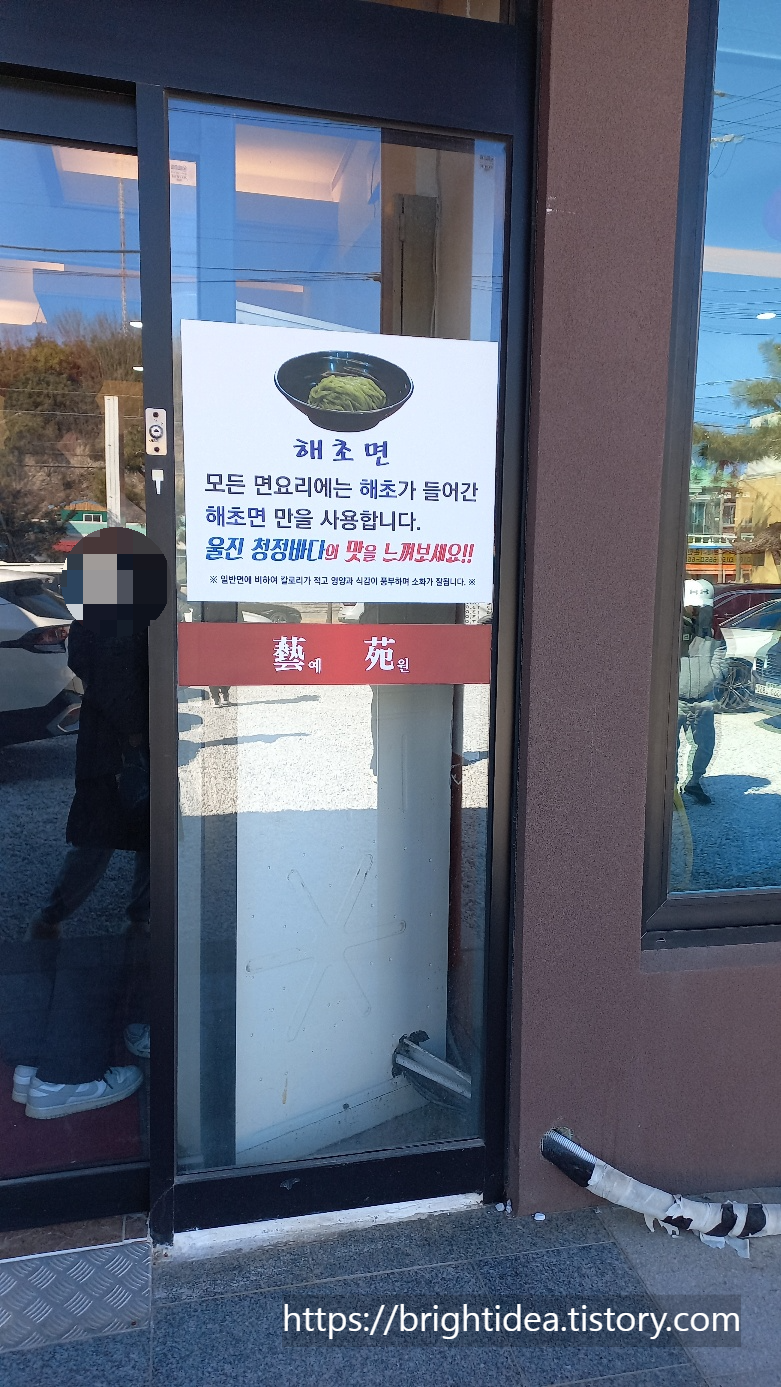 해초면
모든 면요리에는 해초가 들어간
해초면 만을 사용합니다.
울진 청정바다의 맛을 느껴보세요!!
※ 일반면에 비하여 칼로리가 적고 영양과 식감이 풍부하며 소화가 잘됩니다. ※
藝예 苑원
https://brightidea.tistory.com